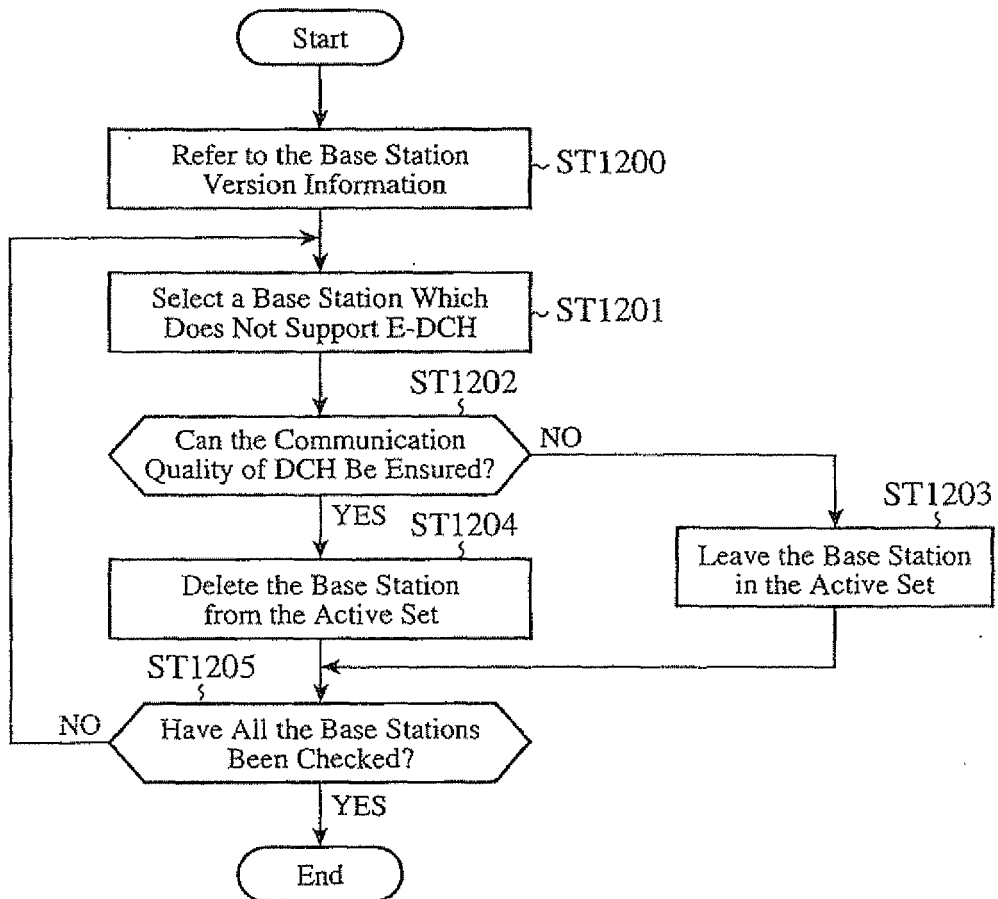 Start
Refer to the Base Station
Version Information
ST1200
Select a Base Station Which
Does Not Support E-DCH
ST1201
ST1202
Can the Communication
Quality of DCH Be Ensured?
NO
YES
ST1203
Leave the Base Station
in the Active Set
ST1204
Delete the Base Station
from the Active Set
ST1205
Have All the Base Stations
Been Checked?
NO
YES
End